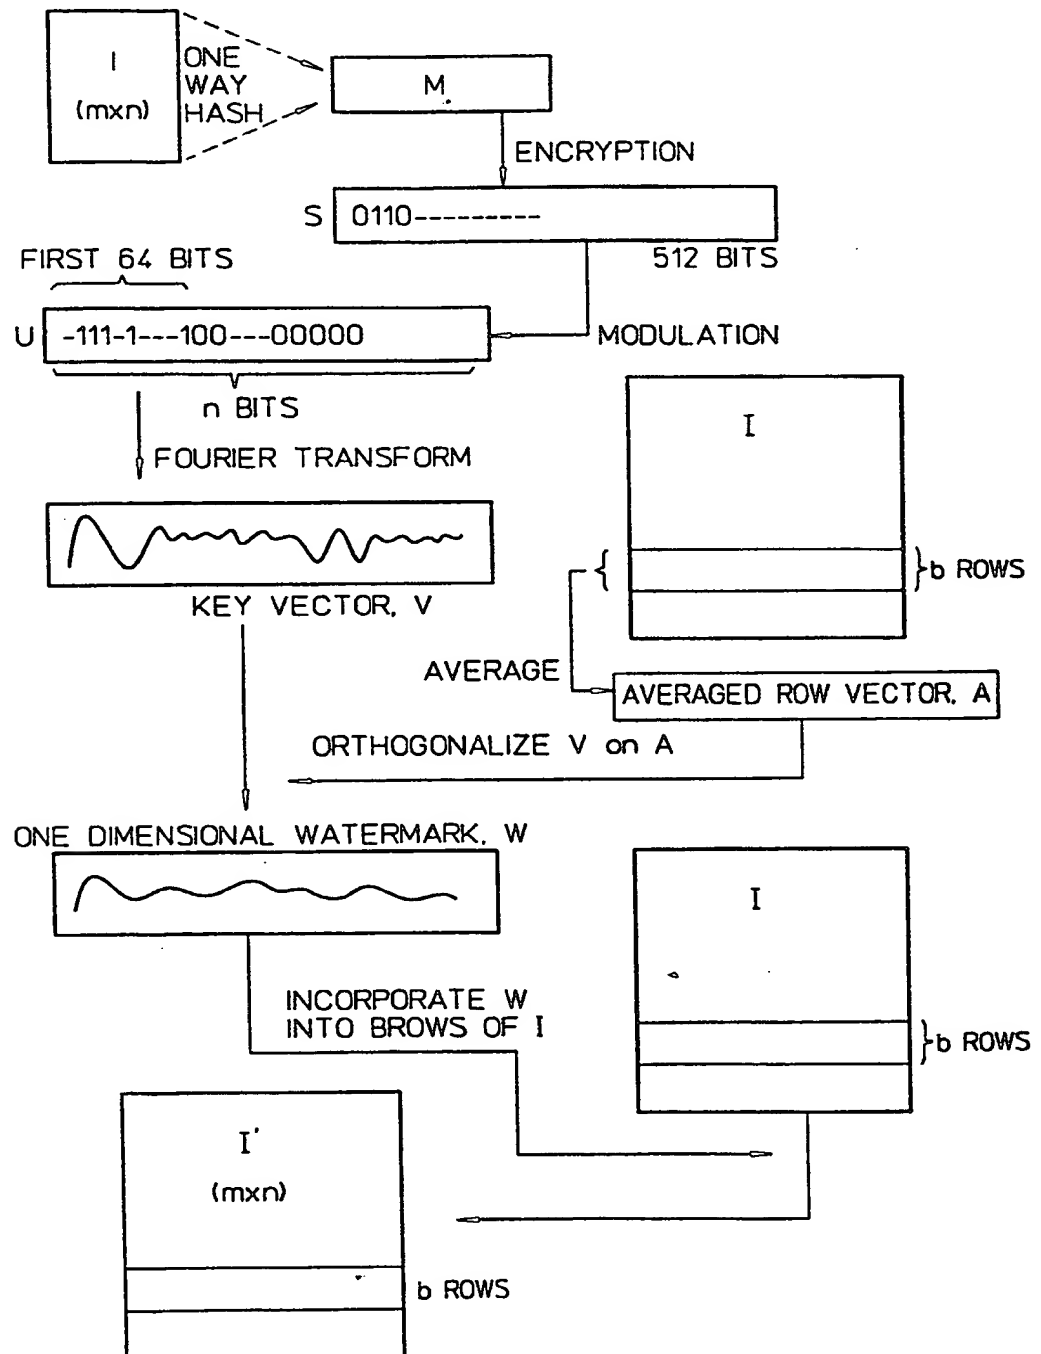 I
(mxn)
ONE
WAY
HASH
M
ENCRYPTION
S
0110---------
512 BITS
FIRST 64 BITS
U
-111-1---100---00000
MODULATION
n BITS
FOURIER TRANSFORM
I
b ROWS
KEY VECTOR, V
AVERAGE
AVERAGED ROW VECTOR, A
ORTHOGONALIZE V on A
ONE DIMENSIONAL WATERMARK, W
I
INCORPORATE W
INTO BROWS OF I
b ROWS
I'
(mxn)
b ROWS